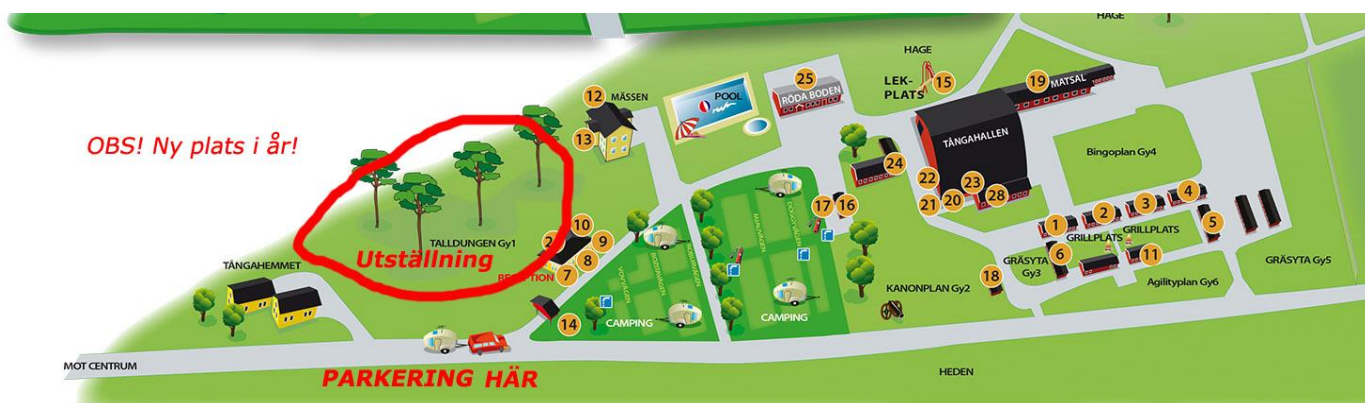 HAGE
HAGE
25
12
MÄSSEN
POOL
RÖDA BODEN
LEK-
PLATS
15
19
MATSAL
OBS! Ny plats i år!
13
TÅNGAHALLEN
Bingoplan Gy4
24
22
23
21
20
28
17
16
4
3
2
1
5
DOGGYVÄGEN
GRILLPLATS
GRILLPLATS
10
TALLDUNGEN Gy1
9
Utställning
8
7
6
11
GRÄSYTA
Gy3
GRÄSYTA Gy5
TÅNGAHEMMET
18
Agilityplan Gy6
KANONPLAN Gy2
14
CAMPING
CAMPING
MOT CENTRUM
PARKERING HÄR
HEDEN